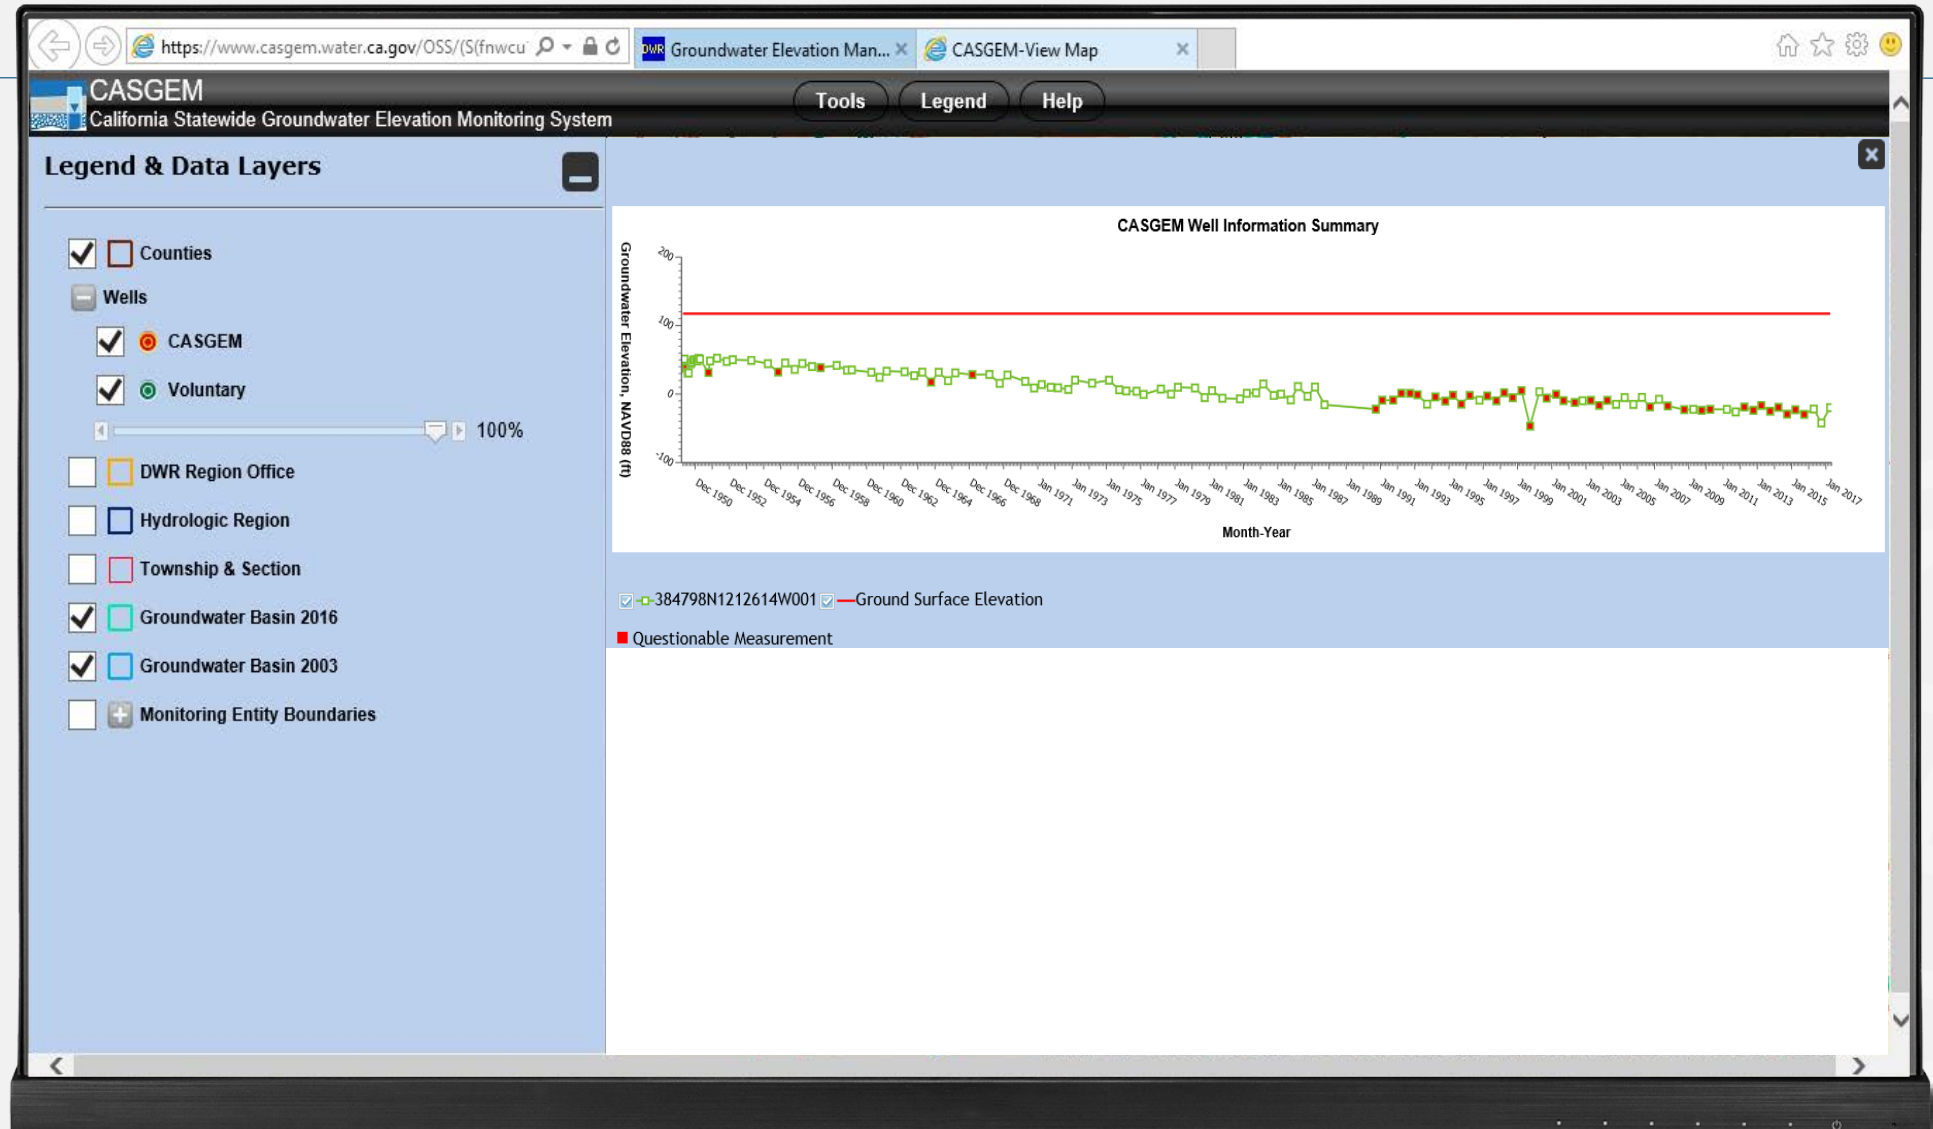 https://www.casgem.water.ca.gov/OSS/(S(fnwcu
DWR Groundwater Elevation Man...
CASGEM-View Map
CASGEM
California Statewide Groundwater Elevation Monitoring System
Tools
Legend
Help
Legend & Data Layers
Counties
Wells
CASGEM
Voluntary
100%
DWR Region Office
Hydrologic Region
Township & Section
Groundwater Basin 2016
Groundwater Basin 2003
Monitoring Entity Boundaries
CASGEM Well Information Summary
Groundwater Elevation, NAVD88 (ft)
200
100
0
-100
Dec 1950
Dec 1952
Dec 1954
Dec 1956
Dec 1958
Dec 1960
Dec 1962
Dec 1964
Dec 1966
Dec 1968
Jan 1971
Jan 1973
Jan 1975
Jan 1977
Jan 1979
Jan 1981
Jan 1983
Jan 1985
Jan 1987
Jan 1989
Jan 1991
Jan 1993
Jan 1995
Jan 1997
Jan 1999
Jan 2001
Jan 2003
Jan 2005
Jan 2007
Jan 2009
Jan 2011
Jan 2013
Jan 2015
Jan 2017
Month-Year
384798N1212614W001
Ground Surface Elevation
Questionable Measurement